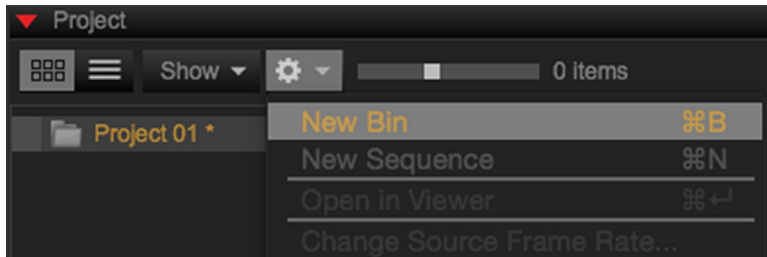 Project
Show 0 items
Project 01 *
New Bin ⌘B
New Sequence ⌘N
Open in Viewer ⌘↵
Change Source Frame Rate...